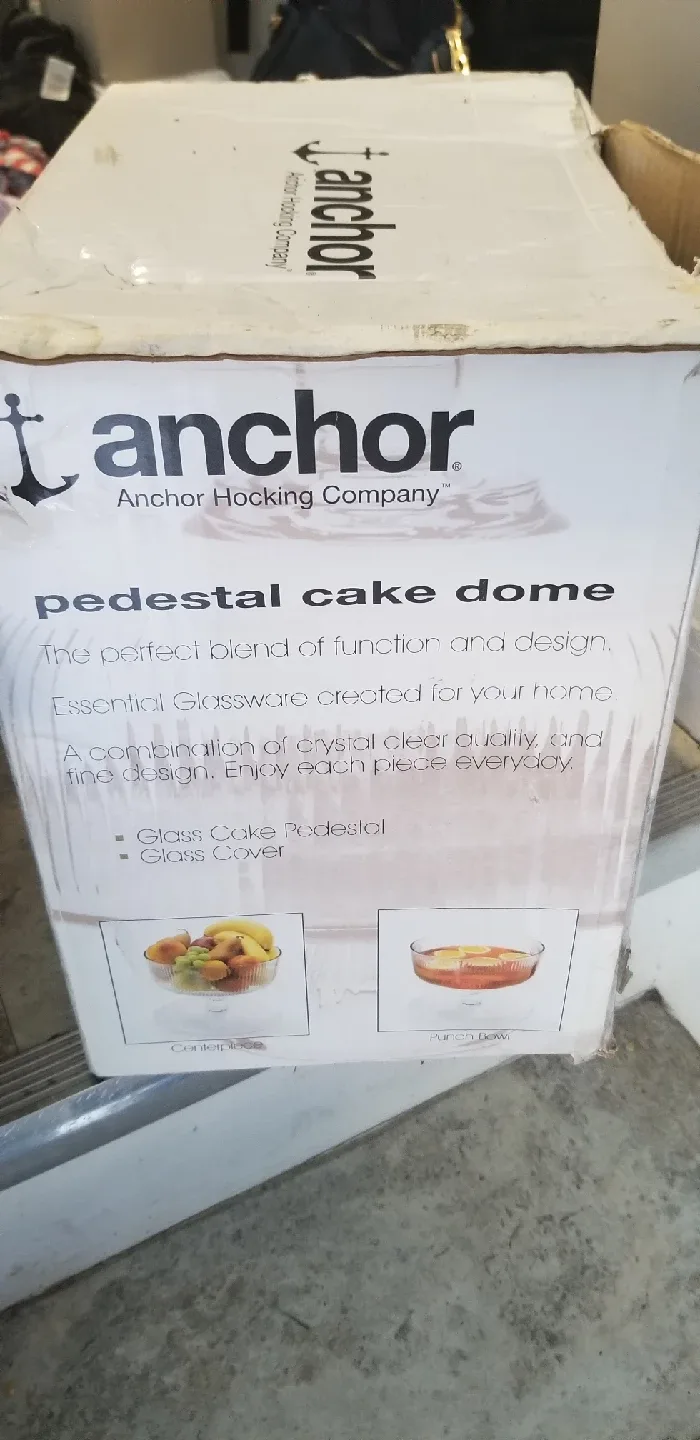 anchor
Anchor Hocking Company
anchor®
Anchor Hocking Company™
pedestal cake dome
The perfect blend of function and design.
Essential Glassware created for your home.
A combination of crystal clear quality, and
fine design. Enjoy each piece everyday.
▪ Glass Cake Pedestal
▪ Glass Cover
Centerpiece
Punch Bowl